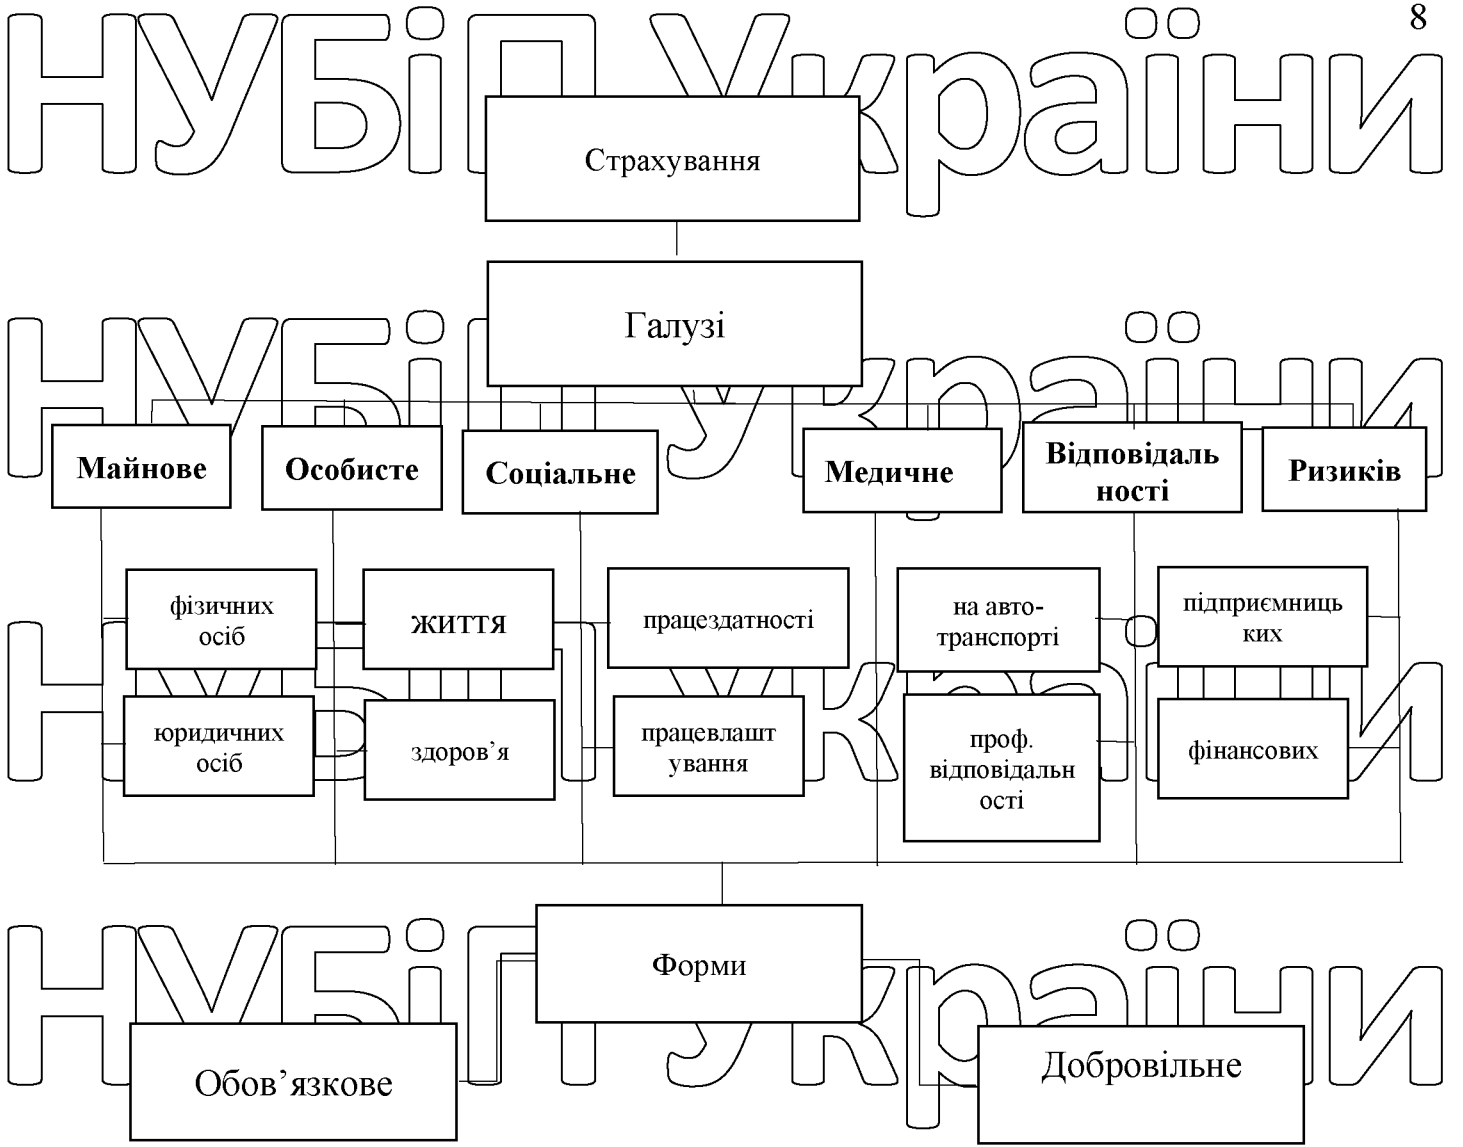 8
НУБіП України
Страхування
НУБіП України
Галузі
Майнове
Особисте
Соціальне
Медичне
Відповідаль
ності
Ризиків
НУБіП України
фізичних
осіб
життя
працездатності
на авто-
транспорті
підприємниць
ких
юридичних
осіб
здоров’я
працевлашт
ування
проф.
відповідальн
ості
фінансових
НУБіП України
Форми
Обов’язкове
Добровільне